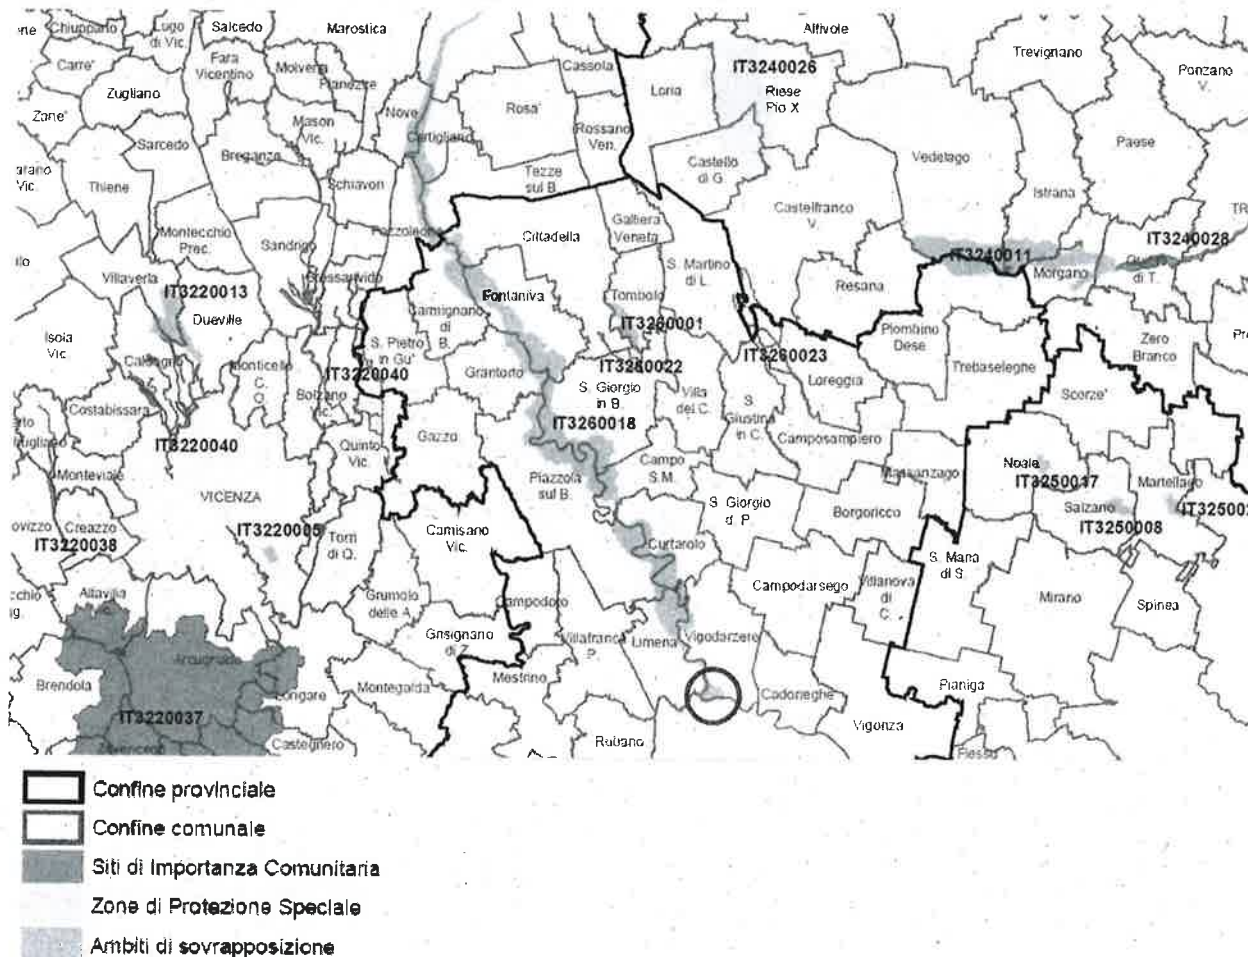 Chiuppano
Lugo
di Vic.
Salcedo
Marostica
Altivole
Trevignano
Ponzano
V.
Carre'
Fara
Vicentino
Molvena
Pianezze
Cassola
Loria
IT3240026
Riese
Pio X
Zugliano
Nove
Rosa'
Zane'
Mason
Vic.
Cartigliano
Rossano
Ven.
Paese
Sarcedo
Breganze
Vedelago
Castello
di G.
Thiene
Schiavon
Tezze
sul B.
Istrana
Castelfranco
V.
Montecchio
Prec.
Sandrigo
Pozzoleone
Cittadella
Galliera
Veneta
IT3240011
IT3240028
Morgano
di T.
Villaverla
Bressanvido
S. Martino
di L.
Resana
IT3220013
Dueville
Fontaniva
Tombolo
Carmignano
di
B.
IT3260001
Isola
Vic.
S. Pietro
in Gu'
Piombino
Dese
Zero
Branco
Caldogno
Monticello
C.
O.
IT3220040
Grantorto
IT3260022
IT3260023
Loreggia
Trebaseleghe
Bolzano
Vic.
S. Giorgio
in B.
Villa
del C.
S.
Giustina
in C.
Scorze'
Costabissara
IT3260018
Camposampiero
IT3220040
Quinto
Vic.
Gazzo
Massanzago
Noale
Monteviale
Piazzola
sul B.
Campo
S.M.
IT3250017
Martellago
VICENZA
S. Giorgio
d. P.
Borgoricco
Salzano
IT3250008
Creazzo
IT3220038
IT3220005
Torri
di Q.
Camisano
Vic.
Curtarolo
S. Maria
di S.
Campodarsego
Villanova
di
C.
Mirano
Spinea
Altavilla
Grumolo
delle A.
Campodoro
Grisignano
di Z.
Villafranca
P.
Limena
Vigodarzere
Arcugnano
Brendola
Longare
Montegalda
Mestrino
Cadoneghe
Pianiga
IT3220037
Vigonza
Zovencedo
Castegnero
Rubano
Fiesso
Confine provinciale
Confine comunale
Siti di Importanza Comunitaria
Zone di Protezione Speciale
Ambiti di sovrapposizione